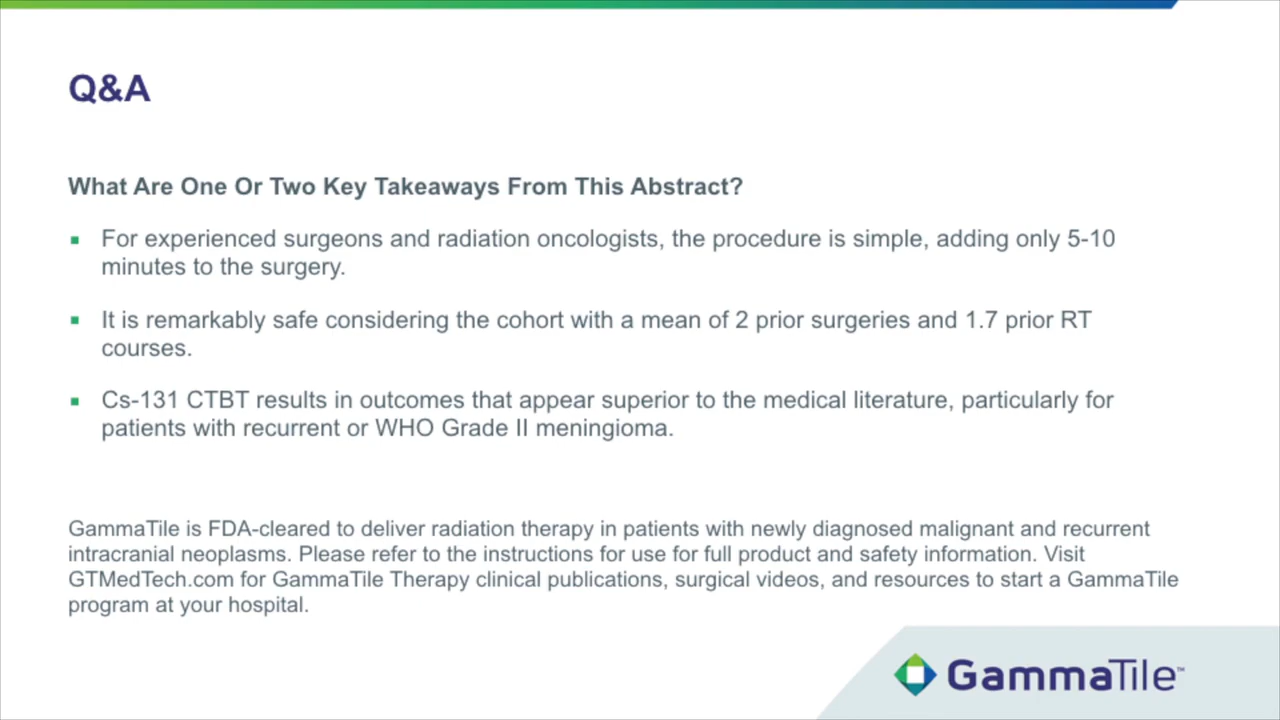 Q&A
What Are One Or Two Key Takeaways From This Abstract?
▪ For experienced surgeons and radiation oncologists, the procedure is simple, adding only 5-10
minutes to the surgery.
▪ It is remarkably safe considering the cohort with a mean of 2 prior surgeries and 1.7 prior RT
courses.
▪ Cs-131 CTBT results in outcomes that appear superior to the medical literature, particularly for
patients with recurrent or WHO Grade II meningioma.
GammaTile is FDA-cleared to deliver radiation therapy in patients with newly diagnosed malignant and recurrent
intracranial neoplasms. Please refer to the instructions for use for full product and safety information. Visit
GTMedTech.com for GammaTile Therapy clinical publications, surgical videos, and resources to start a GammaTile
program at your hospital.
GammaTile™